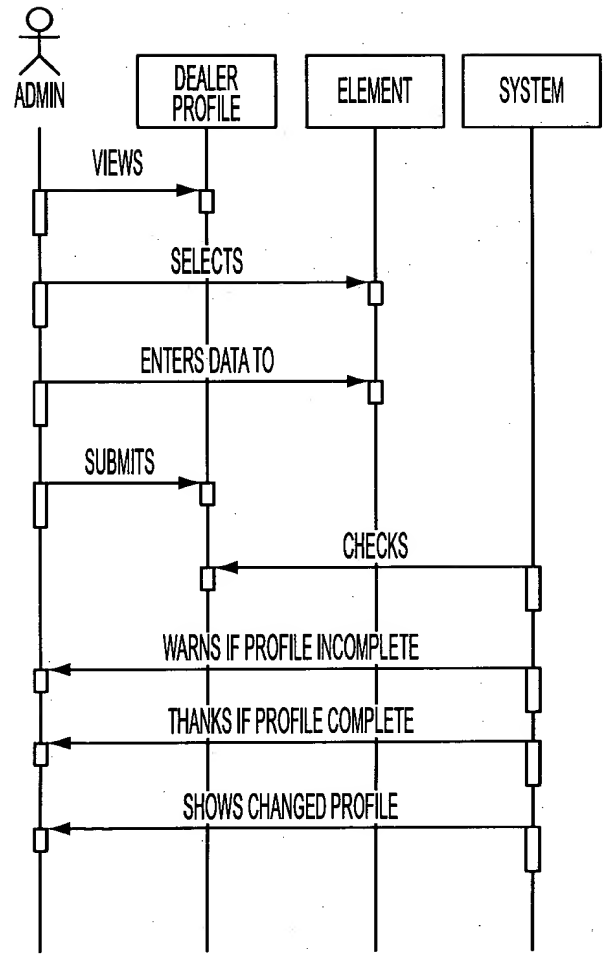 ADMIN
DEALER
PROFILE
ELEMENT
SYSTEM
VIEWS
SELECTS
ENTERS DATA TO
SUBMITS
CHECKS
WARNS IF PROFILE INCOMPLETE
THANKS IF PROFILE COMPLETE
SHOWS CHANGED PROFILE